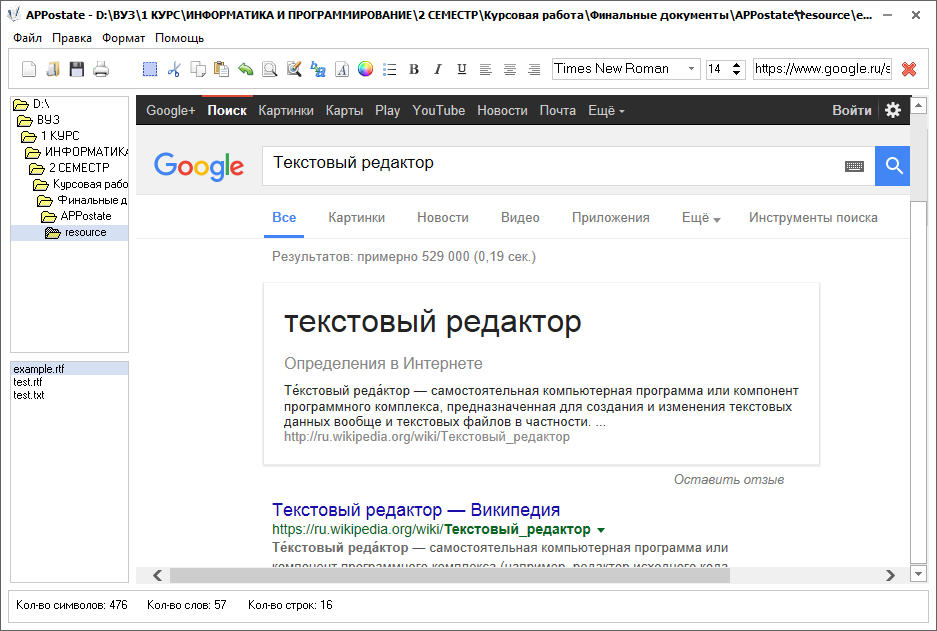 APPostate - D:\ВУЗ\1 КУРС\ИНФОРМАТИКА И ПРОГРАММИРОВАНИЕ\2 СЕМЕСТР\Курсовая работа\Финальные документы\APPostate\resource\e...
Файл Правка Формат Помощь
Times New Roman 14 https://www.google.ru/s
D:\
ВУЗ
1 КУРС
ИНФОРМАТИКА
2 СЕМЕСТР
Курсовая рабо
Финальные д
APPostate
resource
example.rtf
test.rtf
test.txt
Google+ Поиск Картинки Карты Play YouTube Новости Почта Ещё Войти
Google Текстовый редактор
Все Картинки Новости Видео Приложения Ещё Инструменты поиска
Результатов: примерно 529 000 (0,19 сек.)
текстовый редактор
Определения в Интернете
Те́кстовый реда́ктор — самостоятельная компьютерная программа или компонент
программного комплекса, предназначенная для создания и изменения текстовых
данных вообще и текстовых файлов в частности. ...
http://ru.wikipedia.org/wiki/Текстовый_редактор
Оставить отзыв
Текстовый редактор — Википедия
https://ru.wikipedia.org/wiki/Текстовый_редактор
Те́кстовый реда́ктор — самостоятельная компьютерная программа или
компонент программного комплекса (например, редактор исходного кода
Кол-во символов: 476 Кол-во слов: 57 Кол-во строк: 16